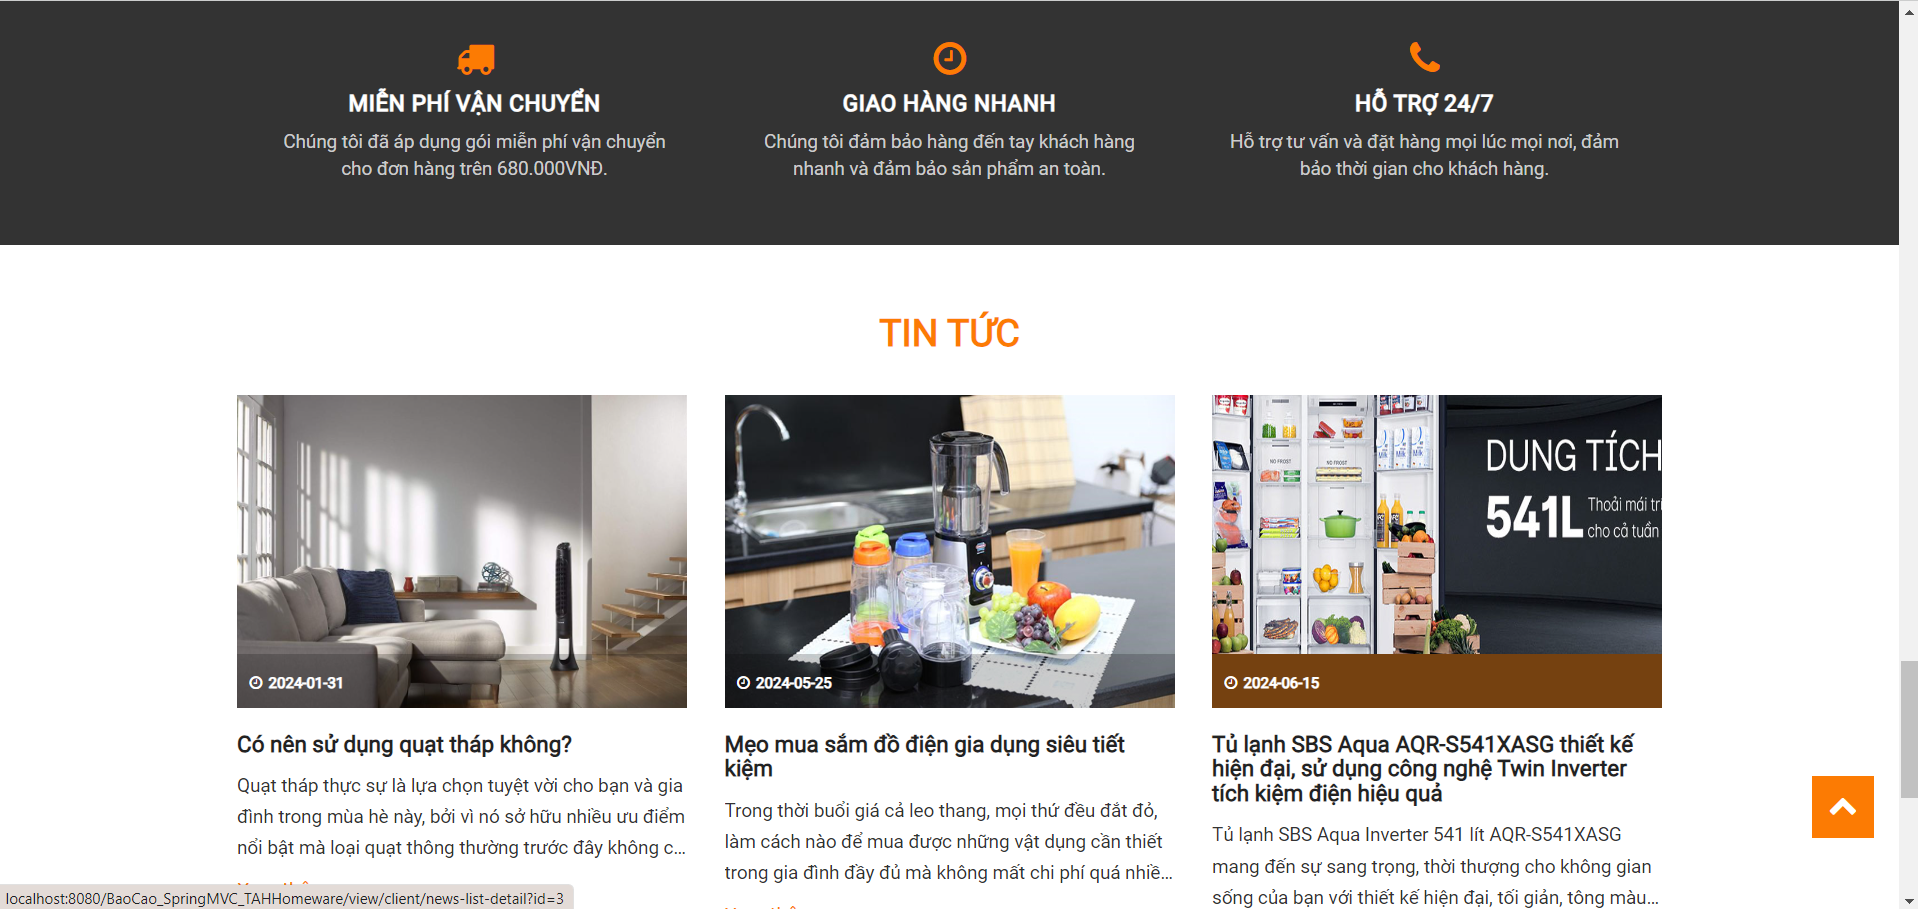 MIỄN PHÍ VẬN CHUYỂN
Chúng tôi đã áp dụng gói miễn phí vận chuyển
cho đơn hàng trên 680.000VNĐ.
GIAO HÀNG NHANH
Chúng tôi đảm bảo hàng đến tay khách hàng
nhanh và đảm bảo sản phẩm an toàn.
HỖ TRỢ 24/7
Hỗ trợ tư vấn và đặt hàng mọi lúc mọi nơi, đảm
bảo thời gian cho khách hàng.
TIN TỨC
2024-01-31
Có nên sử dụng quạt tháp không?
Quạt tháp thực sự là lựa chọn tuyệt vời cho bạn và gia
đình trong mùa hè này, bởi vì nó sở hữu nhiều ưu điểm
nổi bật mà loại quạt thông thường trước đây không c...
2024-05-25
Mẹo mua sắm đồ điện gia dụng siêu tiết
kiệm
Trong thời buổi giá cả leo thang, mọi thứ đều đắt đỏ,
làm cách nào để mua được những vật dụng cần thiết
trong gia đình đầy đủ mà không mất chi phí quá nhiề...
NO FROST
NO FROST
DUNG TÍCH
541L
Thoải mái trí
cho cả tuần
2024-06-15
Tủ lạnh SBS Aqua AQR-S541XASG thiết kế
hiện đại, sử dụng công nghệ Twin Inverter
tích kiệm điện hiệu quả
Tủ lạnh SBS Aqua Inverter 541 lít AQR-S541XASG
mang đến sự sang trọng, thời thượng cho không gian
sống của bạn với thiết kế hiện đại, tối giản, tông màu...
localhost:8080/BaoCao_SpringMVC_TAHHomeware/view/client/news-list-detail?id=3